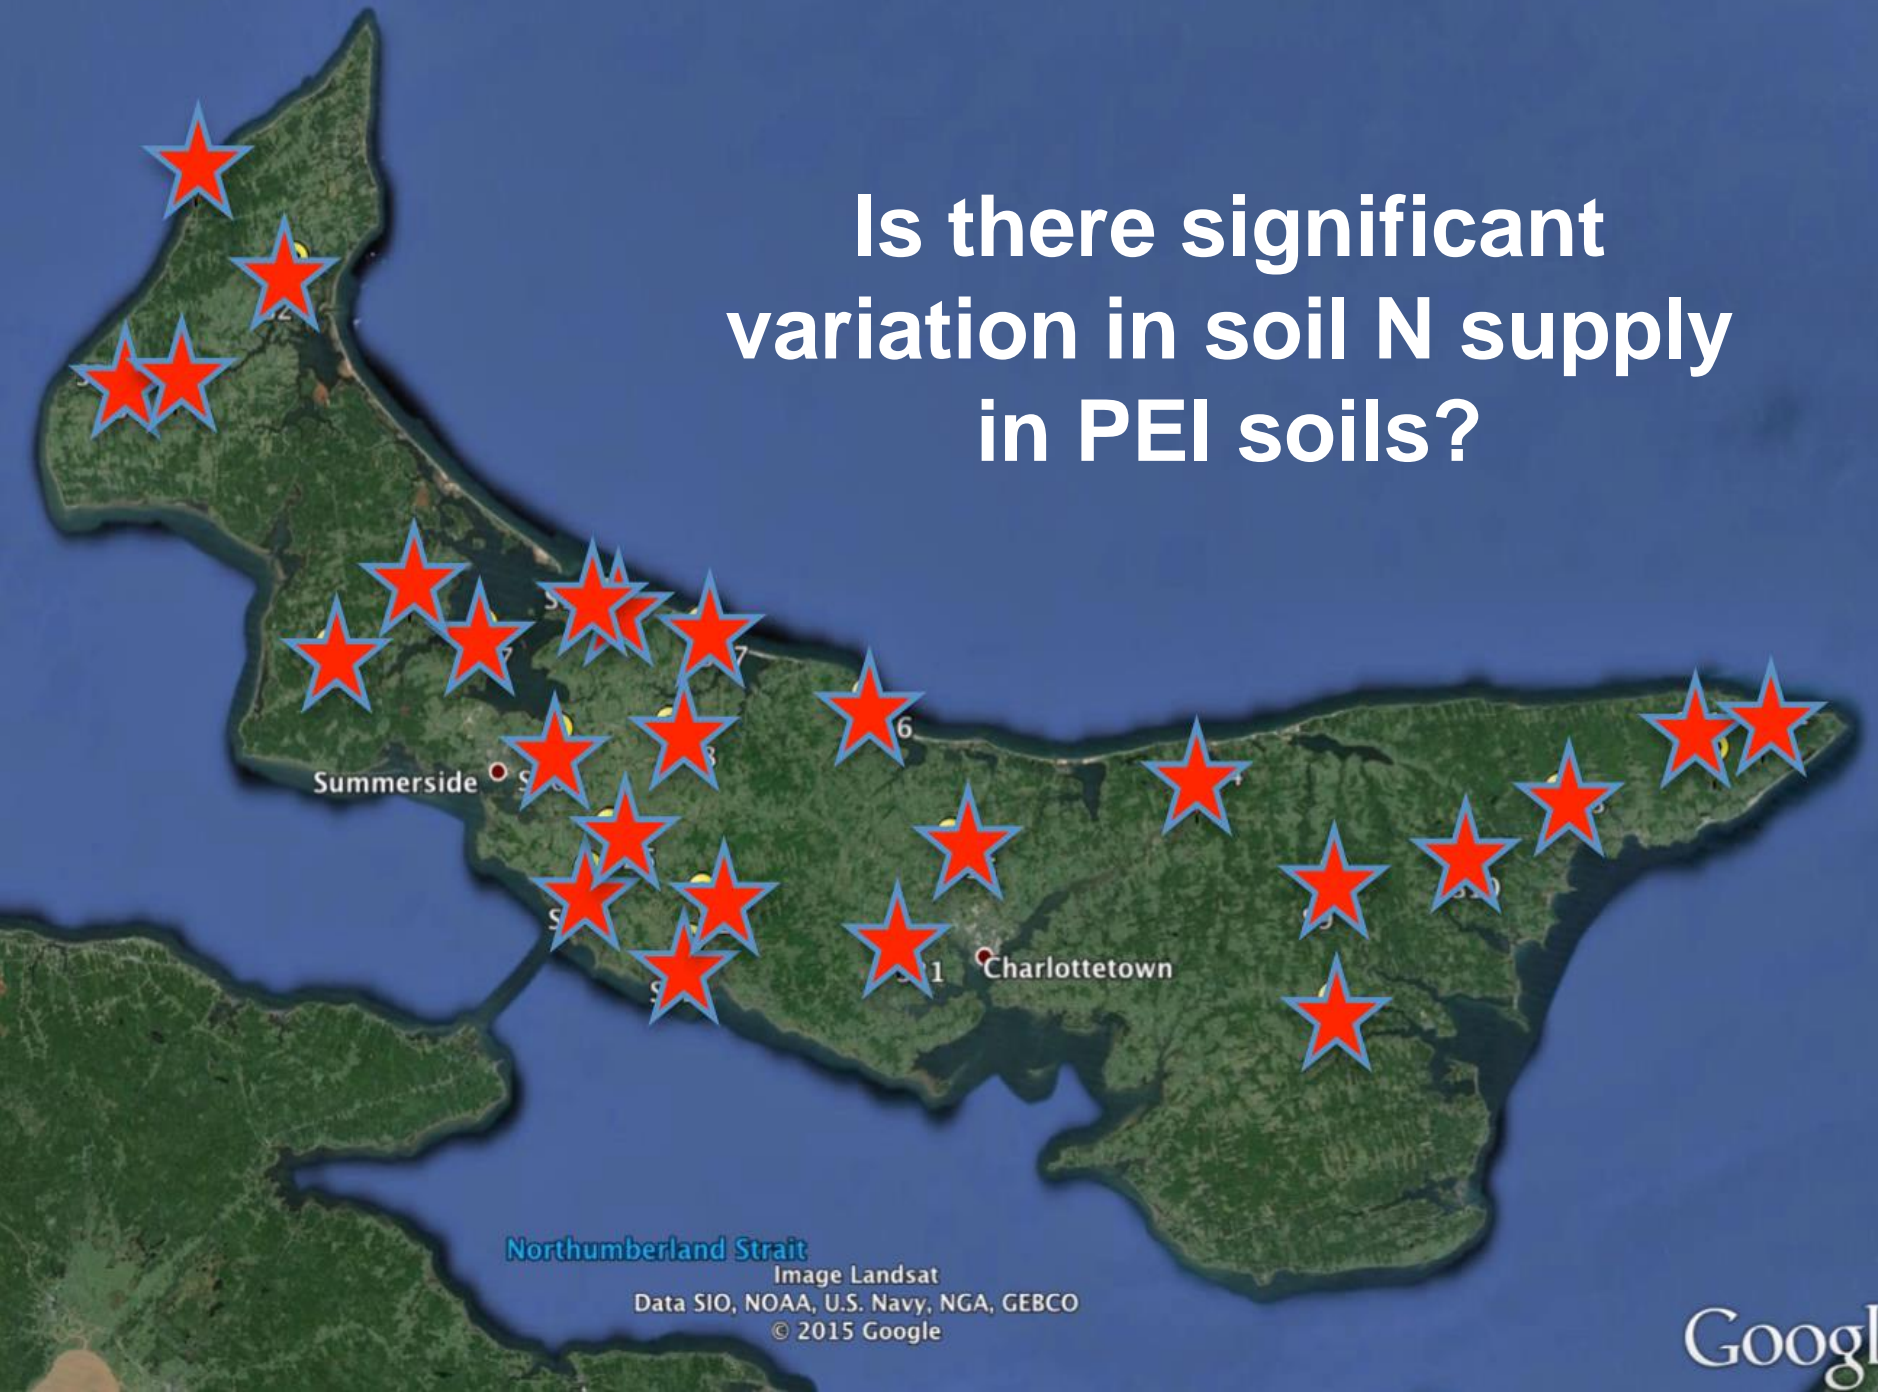 Is there significant
variation in soil N supply
in PEI soils?
Summerside
Charlottetown
Northumberland Strait
Image Landsat
Data SIO, NOAA, U.S. Navy, NGA, GEBCO
© 2015 Google